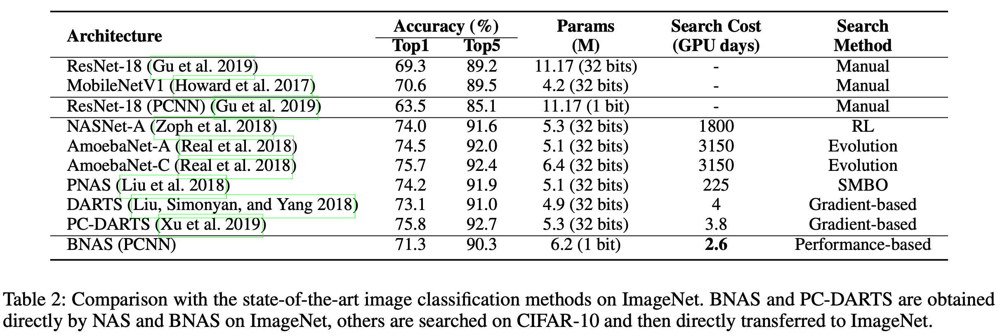 Architecture Accuracy (%) Params Search Cost Search
Top1 Top5 (M) (GPU days) Method
ResNet-18 (Gu et al. 2019) 69.3 89.2 11.17 (32 bits) - Manual
MobileNetV1 (Howard et al. 2017) 70.6 89.5 4.2 (32 bits) - Manual
ResNet-18 (PCNN) (Gu et al. 2019) 63.5 85.1 11.17 (1 bit) - Manual
NASNet-A (Zoph et al. 2018) 74.0 91.6 5.3 (32 bits) 1800 RL
AmoebaNet-A (Real et al. 2018) 74.5 92.0 5.1 (32 bits) 3150 Evolution
AmoebaNet-C (Real et al. 2018) 75.7 92.4 6.4 (32 bits) 3150 Evolution
PNAS (Liu et al. 2018) 74.2 91.9 5.1 (32 bits) 225 SMBO
DARTS (Liu, Simonyan, and Yang 2018) 73.1 91.0 4.9 (32 bits) 4 Gradient-based
PC-DARTS (Xu et al. 2019) 75.8 92.7 5.3 (32 bits) 3.8 Gradient-based
BNAS (PCNN) 71.3 90.3 6.2 (1 bit) 2.6 Performance-based
Table 2: Comparison with the state-of-the-art image classification methods on ImageNet. BNAS and PC-DARTS are obtained
directly by NAS and BNAS on ImageNet, others are searched on CIFAR-10 and then directly transferred to ImageNet.